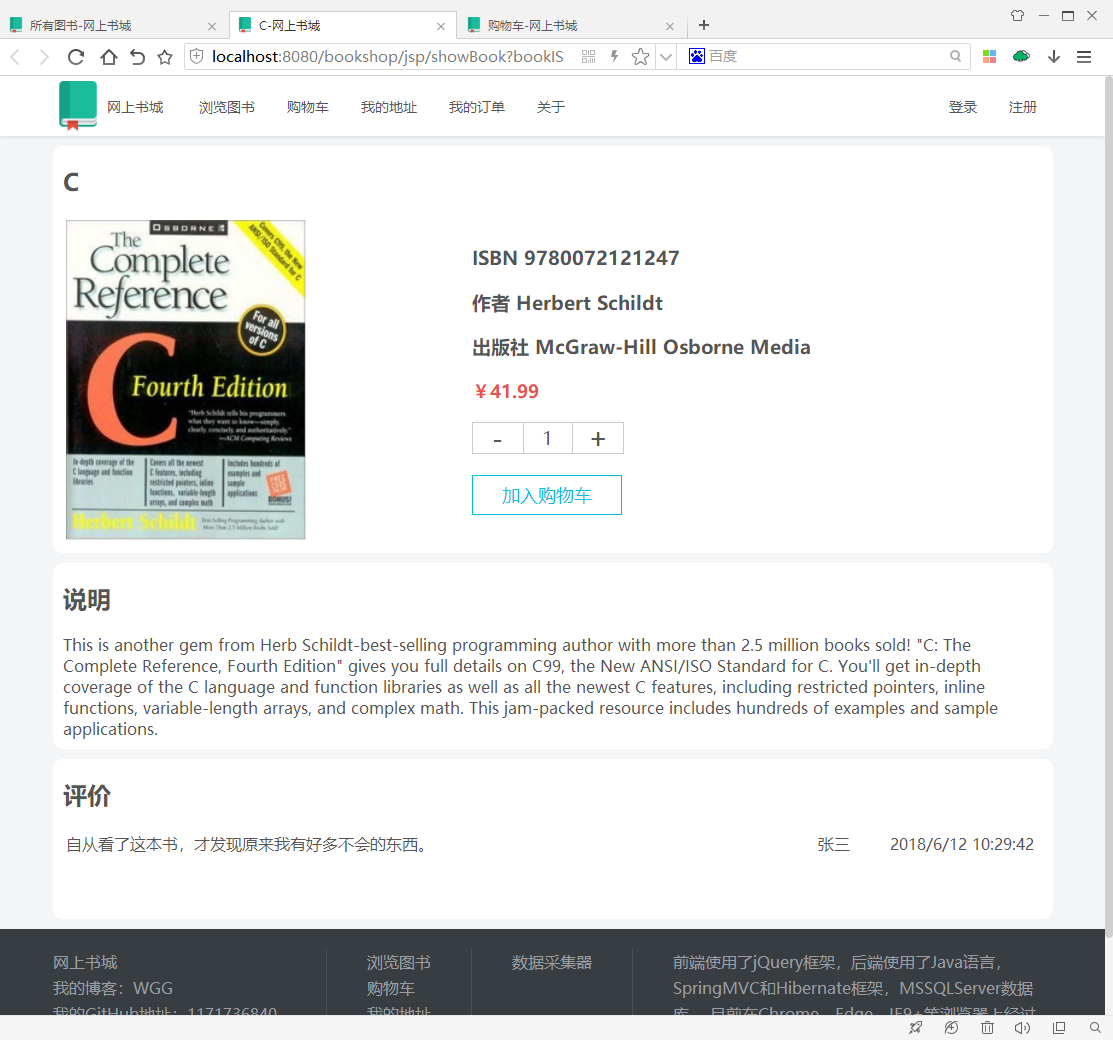 所有图书-网上书城
C-网上书城
购物车-网上书城
localhost:8080/bookshop/jsp/showBook?bookIS
百度
网上书城
浏览图书
购物车
我的地址
我的订单
关于
登录
注册
C
OSBORNE
Covers C99, the New
ANSI/ISO Standard for C
The
Complete
Reference
For all
versions
of C
C
Fourth Edition
"Herb Schildt tells his programmers
what they want to know—simply,
clearly, concisely, and authoritatively."
—ACM Computing Reviews
In-depth coverage of the
C language and function
libraries
Covers all the newest
C features, including
restricted pointers, inline
functions, variable-length
arrays, and complex math
Includes hundreds of
examples and
sample
applications
BONUS!
Herbert Schildt
Best-Selling Programming Author with
More Than 2.5 Million Books Sold!
ISBN 9780072121247
作者 Herbert Schildt
出版社 McGraw-Hill Osborne Media
￥41.99
- 1 +
加入购物车
说明
This is another gem from Herb Schildt-best-selling programming author with more than 2.5 million books sold! "C: The
Complete Reference, Fourth Edition" gives you full details on C99, the New ANSI/ISO Standard for C. You'll get in-depth
coverage of the C language and function libraries as well as all the newest C features, including restricted pointers, inline
functions, variable-length arrays, and complex math. This jam-packed resource includes hundreds of examples and sample
applications.
评价
自从看了这本书，才发现原来我有好多不会的东西。 张三 2018/6/12 10:29:42
网上书城
我的博客：WGG
我的GitHub地址：1171736840
浏览图书
购物车
我的地址
数据采集器
前端使用了jQuery框架，后端使用了Java语言，
SpringMVC和Hibernate框架，MSSQLServer数据
库。 目前在Chrome、Edge、IE9+等浏览器上经过